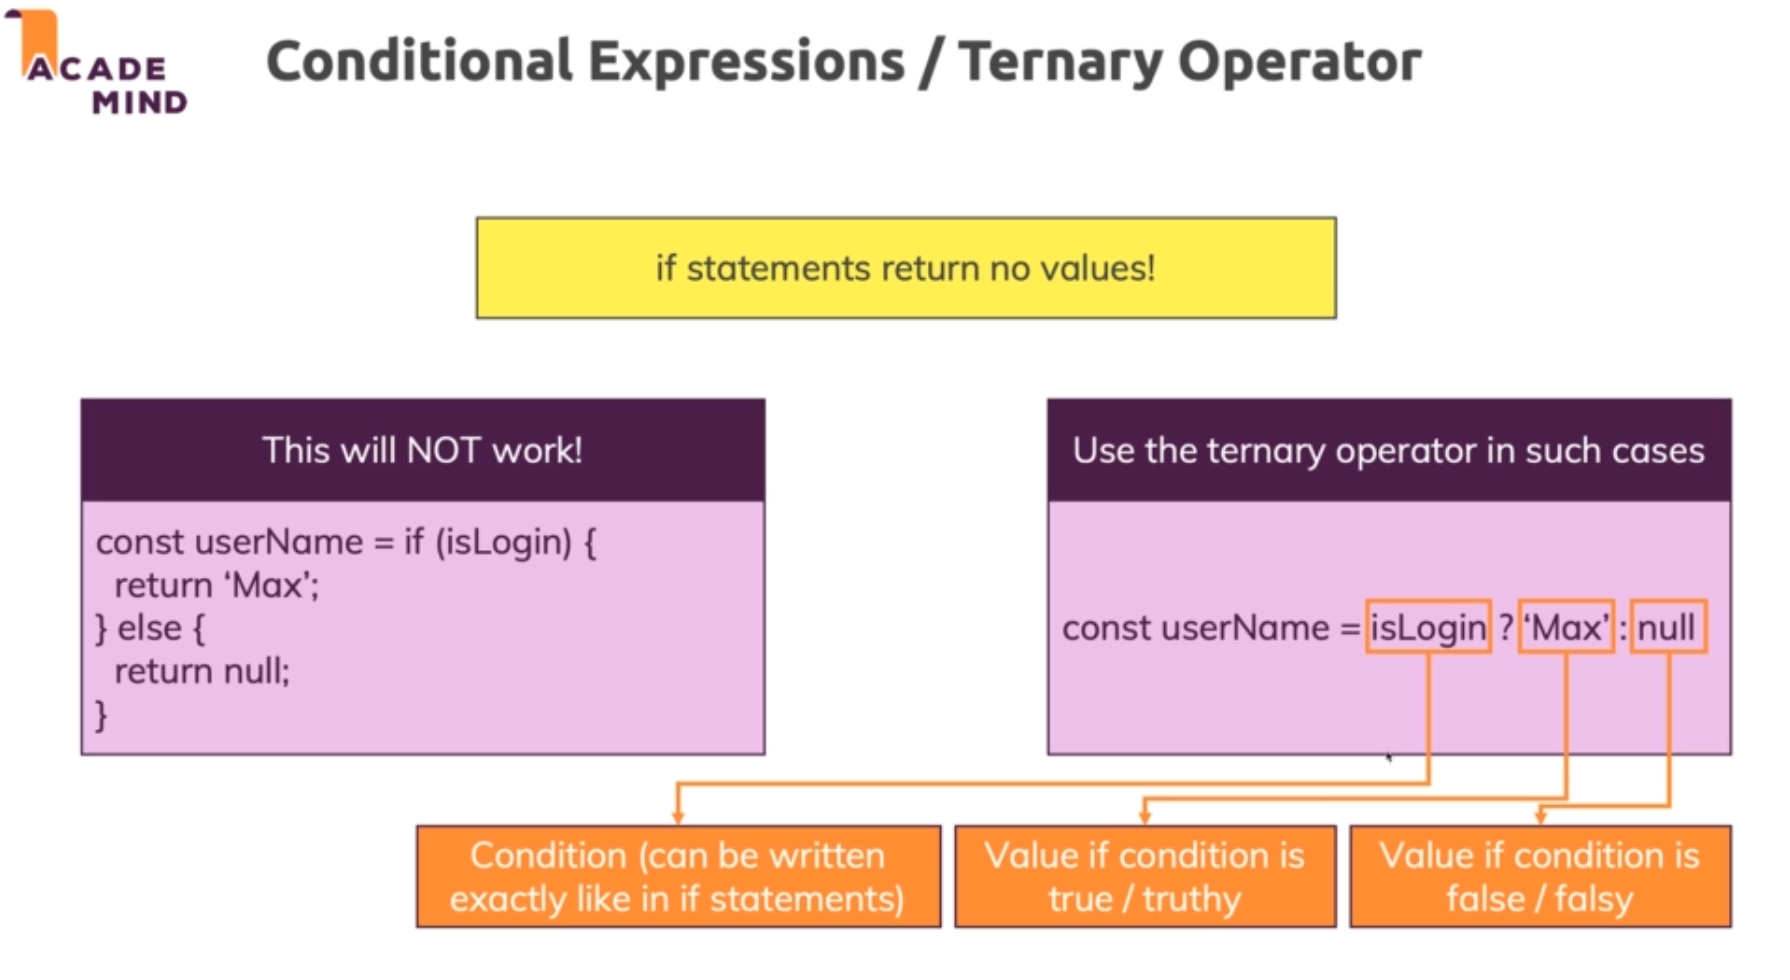 ACADE
MIND
Conditional Expressions / Ternary Operator
if statements return no values!
This will NOT work!
const userName = if (isLogin) {
return ‘Max’;
} else {
return null;
}
Use the ternary operator in such cases
const userName = isLogin ? ‘Max’ : null
Condition (can be written
exactly like in if statements)
Value if condition is
true / truthy
Value if condition is
false / falsy